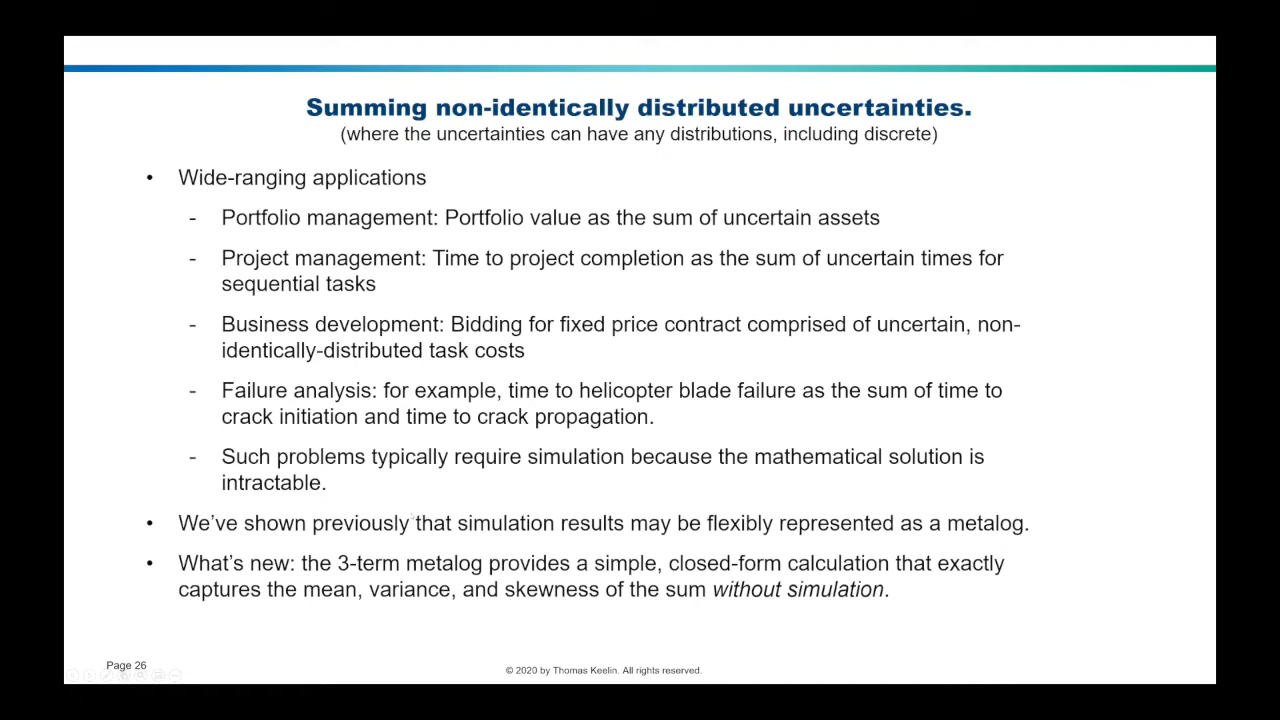 Summing non-identically distributed uncertainties.
(where the uncertainties can have any distributions, including discrete)
• Wide-ranging applications
- Portfolio management: Portfolio value as the sum of uncertain assets
- Project management: Time to project completion as the sum of uncertain times for
sequential tasks
- Business development: Bidding for fixed price contract comprised of uncertain, non-
identically-distributed task costs
- Failure analysis: for example, time to helicopter blade failure as the sum of time to
crack initiation and time to crack propagation.
- Such problems typically require simulation because the mathematical solution is
intractable.
• We’ve shown previously that simulation results may be flexibly represented as a metalog.
• What’s new: the 3-term metalog provides a simple, closed-form calculation that exactly
captures the mean, variance, and skewness of the sum without simulation.
Page 26
© 2020 by Thomas Keelin. All rights reserved.